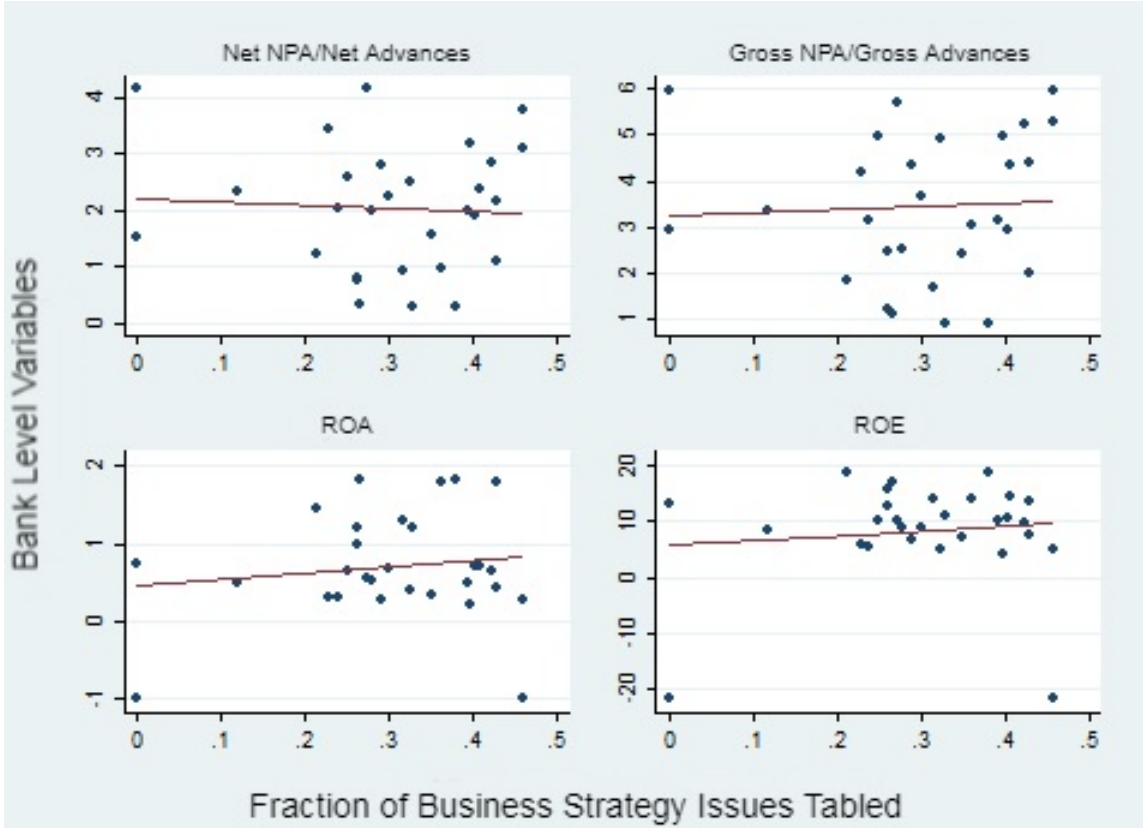 Net NPA/Net Advances
Gross NPA/Gross Advances
4
3
2
1
0
0 .1 .2 .3 .4 .5
6
5
4
3
2
1
0 .1 .2 .3 .4 .5
Bank Level Variables
ROA
ROE
2
1
0
-1
0 .1 .2 .3 .4 .5
20
10
0
-10
-20
0 .1 .2 .3 .4 .5
Fraction of Business Strategy Issues Tabled